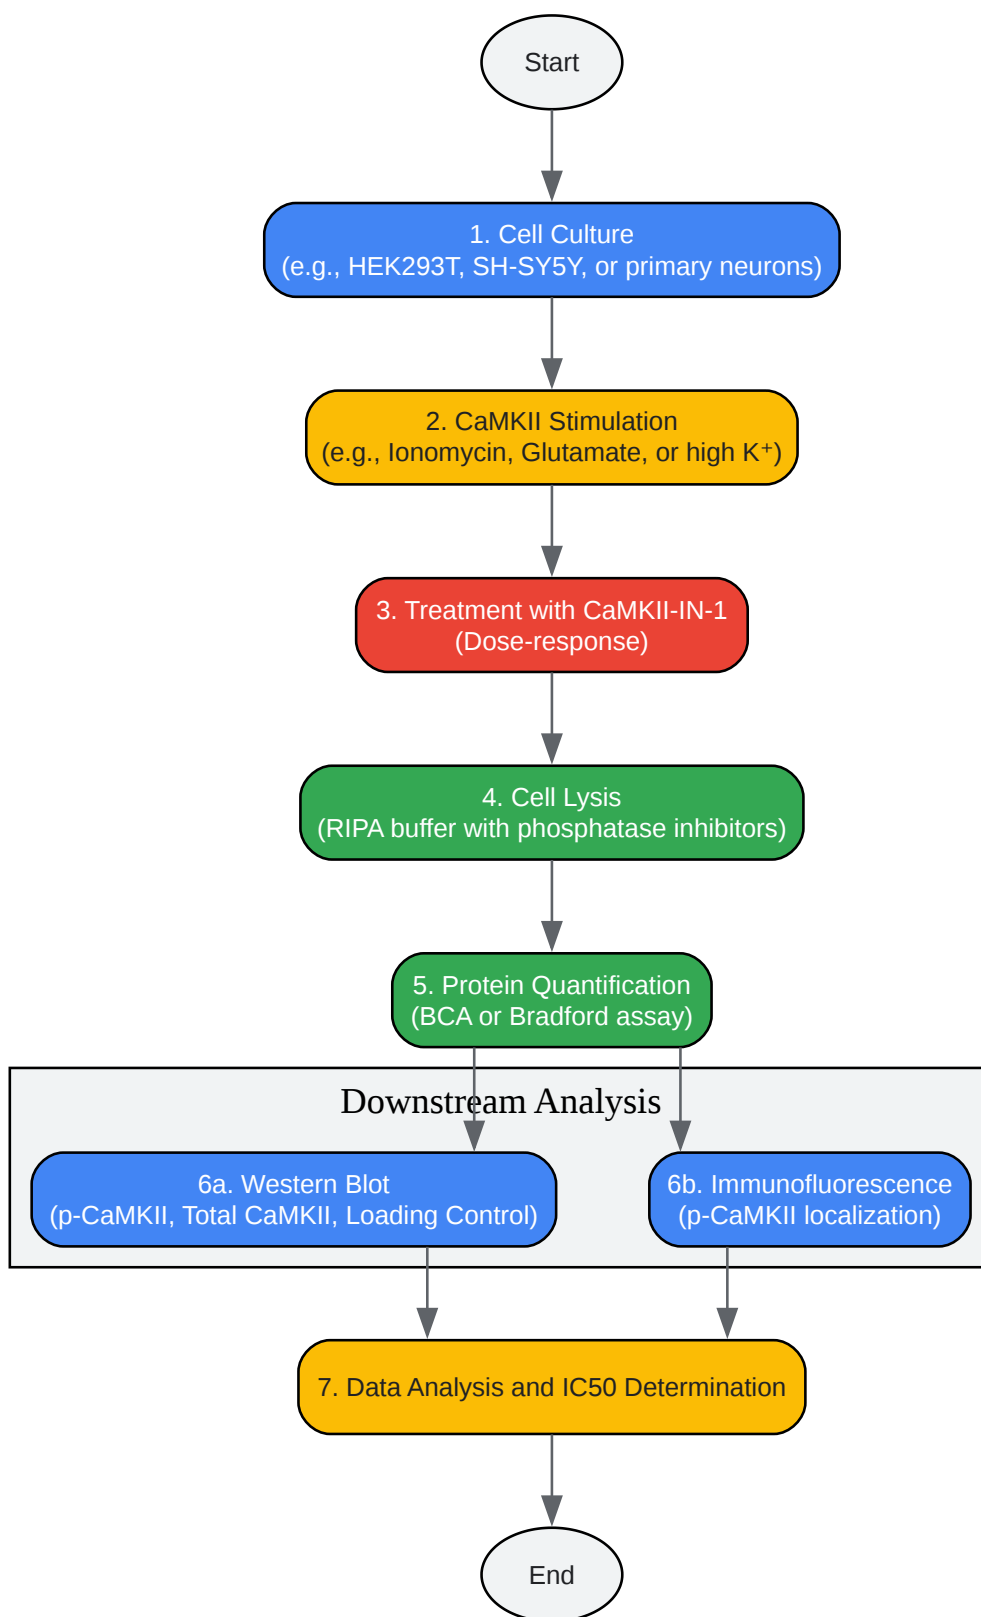 Start
1. Cell Culture
(e.g., HEK293T, SH-SY5Y, or primary neurons)
2. CaMKII Stimulation
(e.g., Ionomycin, Glutamate, or high K⁺)
3. Treatment with CaMKII-IN-1
(Dose-response)
4. Cell Lysis
(RIPA buffer with phosphatase inhibitors)
5. Protein Quantification
(BCA or Bradford assay)
Downstream Analysis
6a. Western Blot
(p-CaMKII, Total CaMKII, Loading Control)
6b. Immunofluorescence
(p-CaMKII localization)
7. Data Analysis and IC50 Determination
End